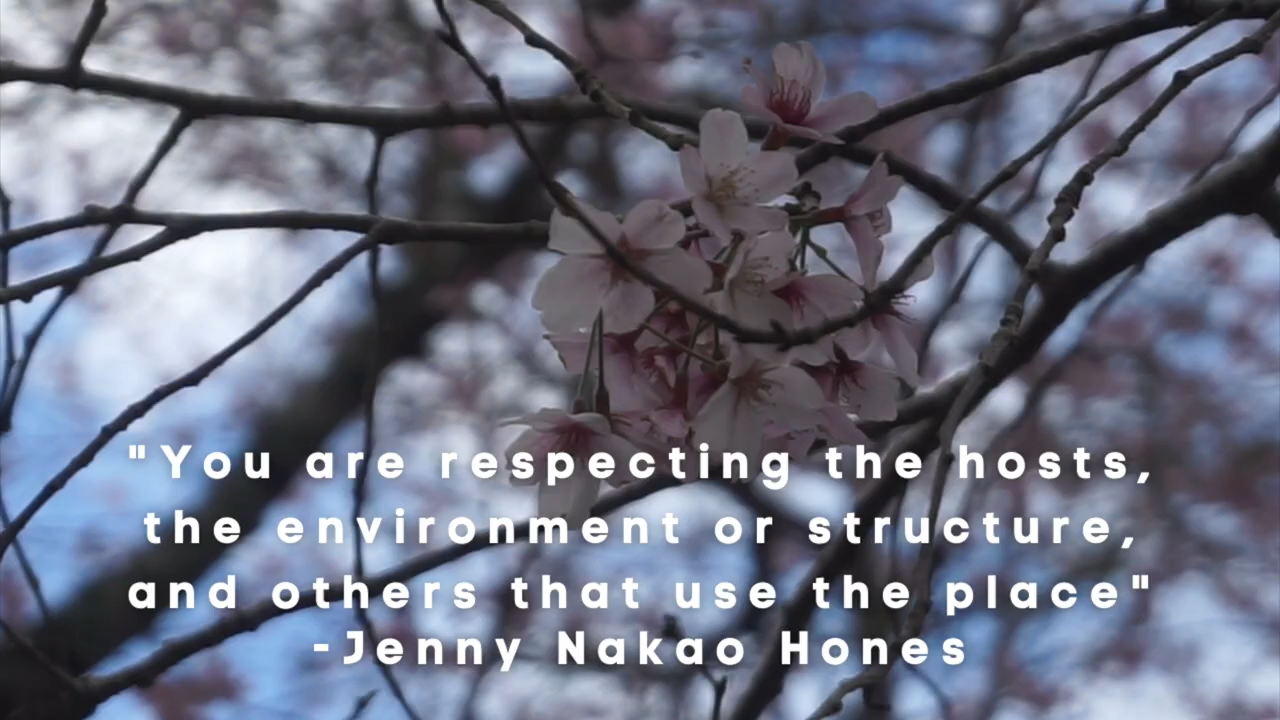 "You are respecting the hosts,
the environment or structure,
and others that use the place"
-Jenny Nakao Hones